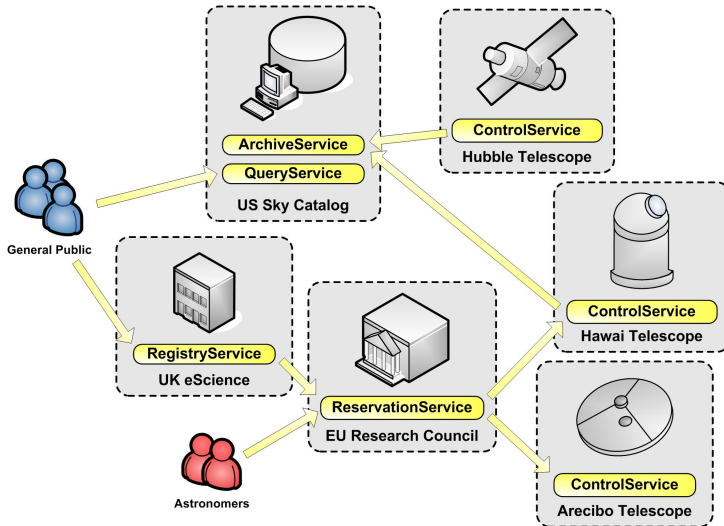 ArchiveService
QueryService
US Sky Catalog
ControlService
Hubble Telescope
General Public
RegistryService
UK eScience
ReservationService
EU Research Council
ControlService
Hawai Telescope
Astronomers
ControlService
Arecibo Telescope